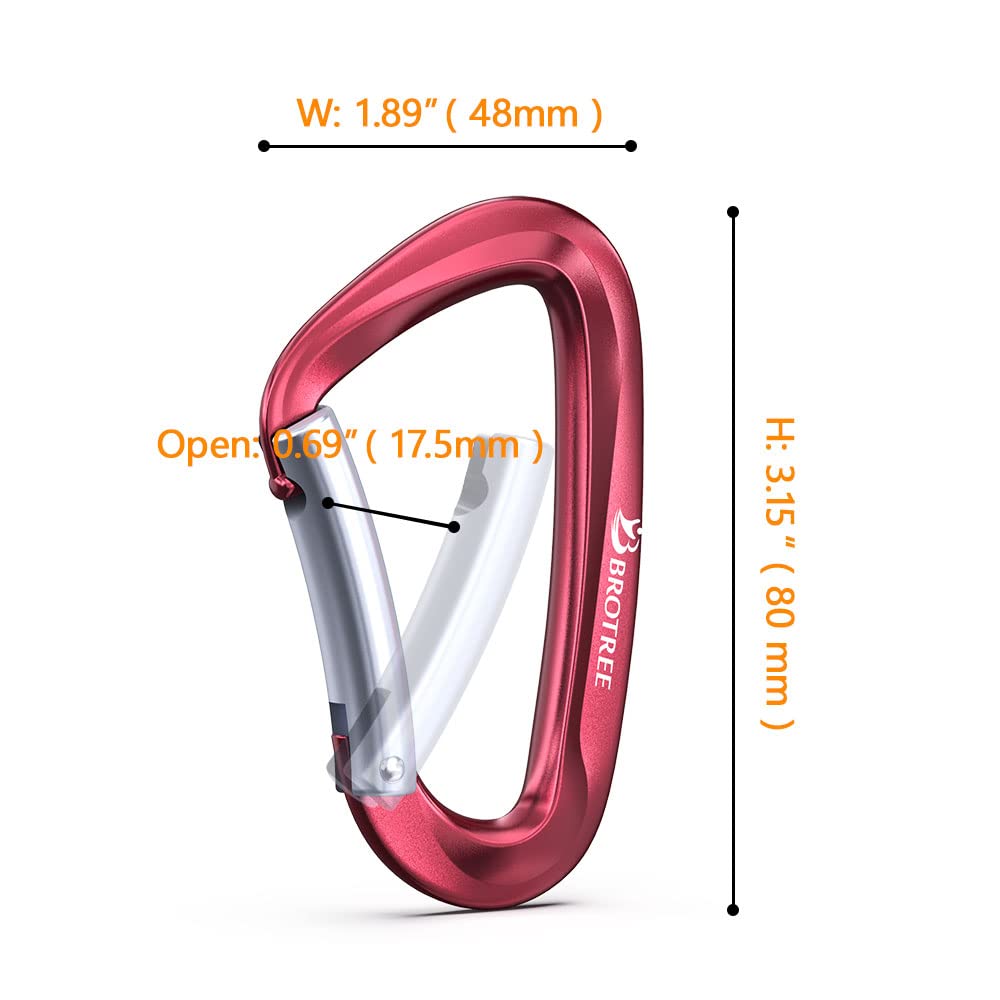 W: 1.89” ( 48mm )
Open: 0.69” ( 17.5mm )
H: 3.15 “ ( 80 mm )
BROTREE